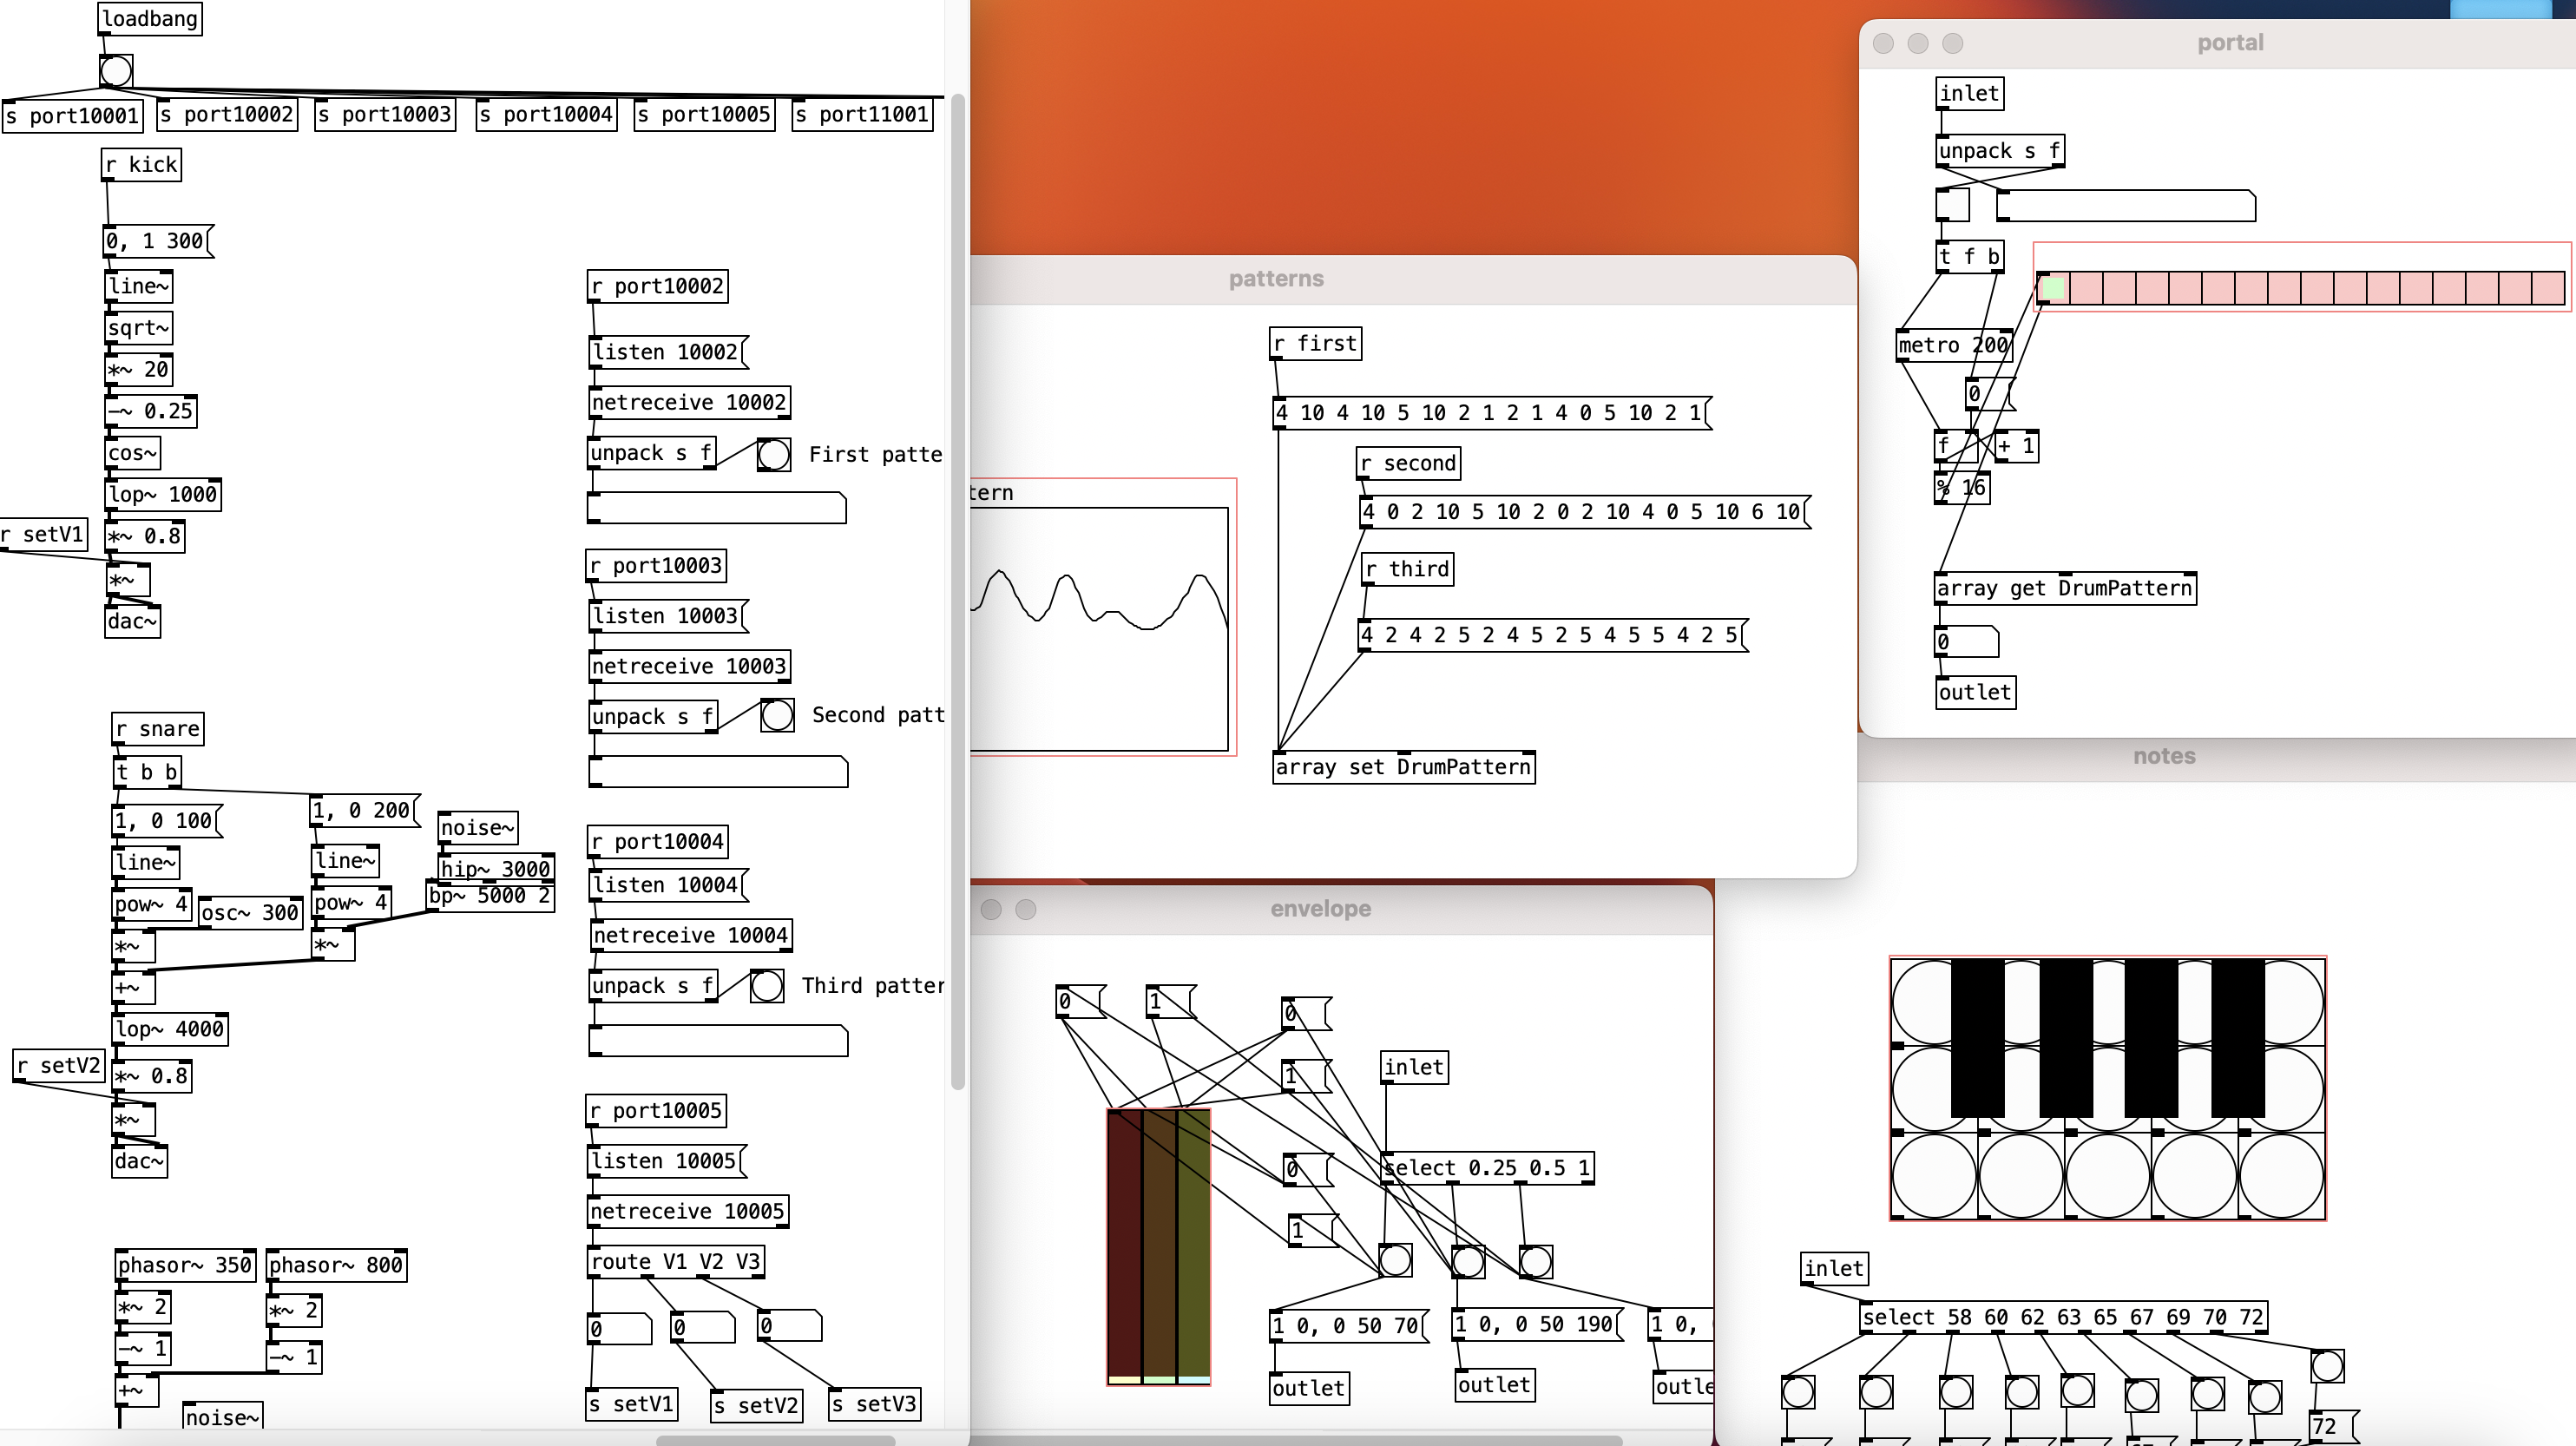 loadbang
s port10001
s port10002
s port10003
s port10004
s port10005
s port11001
r kick
0, 1 300
line~
sqrt~
*~ 20
-~ 0.25
cos~
lop~ 1000
r setV1
*~ 0.8
*~
dac~
r snare
t b b
1, 0 100
1, 0 200
noise~
line~
line~
hip~ 3000
pow~ 4
osc~ 300
pow~ 4
bp~ 5000 2
*~
*~
+~
lop~ 4000
r setV2
*~ 0.8
*~
dac~
phasor~ 350
phasor~ 800
*~ 2
*~ 2
-~ 1
-~ 1
+~
noise~
r port10002
listen 10002
netreceive 10002
unpack s f
First patte
r port10003
listen 10003
netreceive 10003
unpack s f
Second patt
r port10004
listen 10004
netreceive 10004
unpack s f
Third patter
r port10005
listen 10005
netreceive 10005
route V1 V2 V3
0
0
0
s setV1
s setV2
s setV3
patterns
tern
r first
4 10 4 10 5 10 2 1 2 1 4 0 5 10 2 1
r second
4 0 2 10 5 10 2 0 2 10 4 0 5 10 6 10
r third
4 2 4 2 5 2 4 5 2 5 4 5 5 4 2 5
array set DrumPattern
envelope
0
1
0
inlet
1
0
select 0.25 0.5 1
1
1 0, 0 50 70
1 0, 0 50 190
1 0,
outlet
outlet
outle
portal
inlet
unpack s f
t f b
metro 200
0
f
+ 1
% 16
array get DrumPattern
0
outlet
notes
inlet
select 58 60 62 63 65 67 69 70 72
72